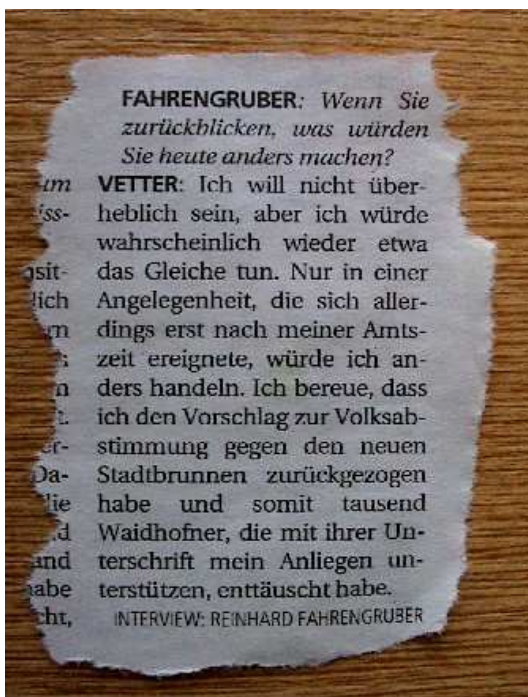 FAHRENGRUBER: Wenn Sie
zurückblicken, was würden
Sie heute anders machen?
VETTER: Ich will nicht über-
heblich sein, aber ich würde
wahrscheinlich wieder etwa
das Gleiche tun. Nur in einer
Angelegenheit, die sich aller-
dings erst nach meiner Amts-
zeit ereignete, würde ich an-
ders handeln. Ich bereue, dass
ich den Vorschlag zur Volksab-
stimmung gegen den neuen
Stadtbrunnen zurückgezogen
habe und somit tausend
Waidhofner, die mit ihrer Un-
terschrift mein Anliegen un-
terstützen, enttäuscht habe.
INTERVIEW: REINHARD FAHRENGRUBER